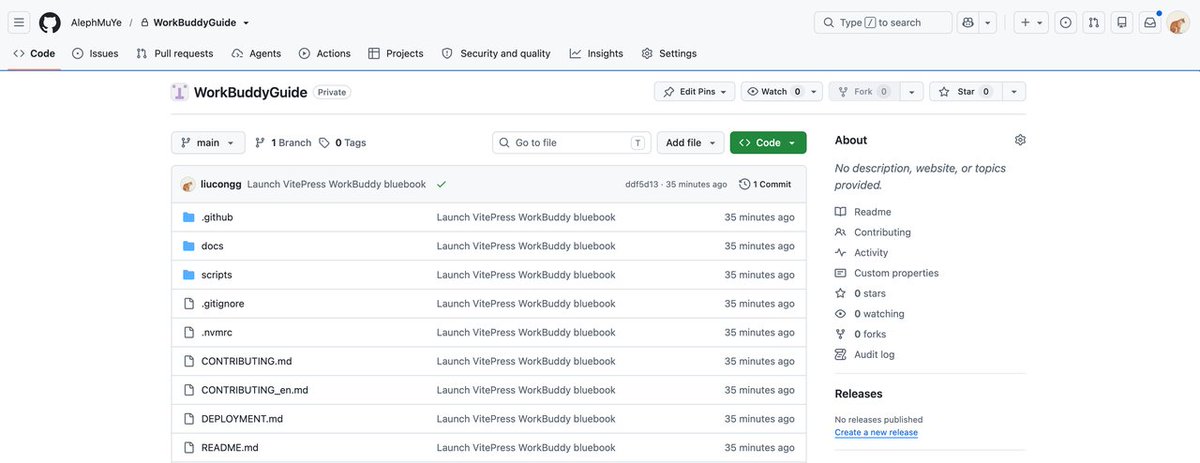 AlephMuYe / WorkBuddyGuide
Type / to search
Code Issues Pull requests Agents Actions Projects Security and quality Insights Settings
WorkBuddyGuide Private
Edit Pins Watch 0 Fork 0 Star 0
main 1 Branch 0 Tags
Go to file T Add file Code
liucongg Launch VitePress WorkBuddy bluebook ddf5d13 · 35 minutes ago 1 Commit
.github Launch VitePress WorkBuddy bluebook 35 minutes ago
docs Launch VitePress WorkBuddy bluebook 35 minutes ago
scripts Launch VitePress WorkBuddy bluebook 35 minutes ago
.gitignore Launch VitePress WorkBuddy bluebook 35 minutes ago
.nvmrc Launch VitePress WorkBuddy bluebook 35 minutes ago
CONTRIBUTING.md Launch VitePress WorkBuddy bluebook 35 minutes ago
CONTRIBUTING_en.md Launch VitePress WorkBuddy bluebook 35 minutes ago
DEPLOYMENT.md Launch VitePress WorkBuddy bluebook 35 minutes ago
README.md Launch VitePress WorkBuddy bluebook 35 minutes ago
About
No description, website, or topics
provided.
Readme
Contributing
Activity
Custom properties
0 stars
0 watching
0 forks
Audit log
Releases
No releases published
Create a new release